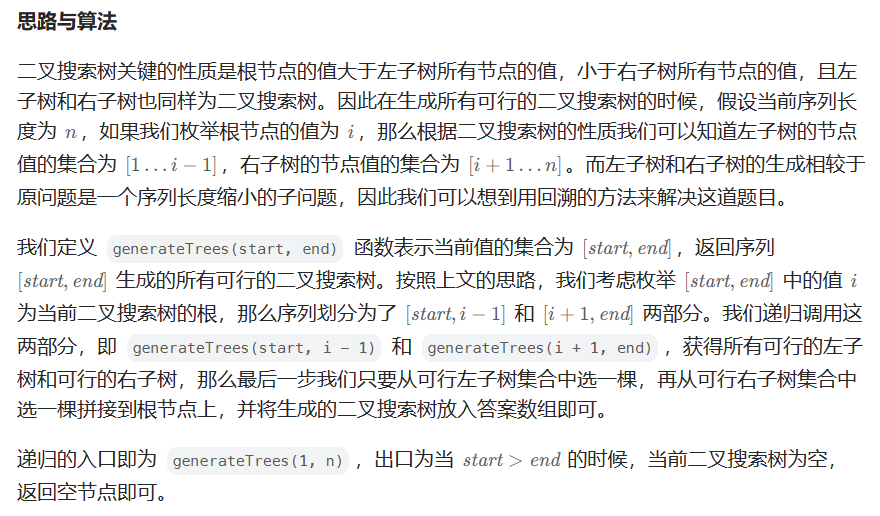 思路与算法
二叉搜索树关键的性质是根节点的值大于左子树所有节点的值，小于右子树所有节点的值，且左
子树和右子树也同样为二叉搜索树。因此在生成所有可行的二叉搜索树的时候，假设当前序列长
度为 n，如果我们枚举根节点的值为 i，那么根据二叉搜索树的性质我们可以知道左子树的节点
值的集合为 [1…i−1]，右子树的节点值的集合为 [i+1…n]。而左子树和右子树的生成相较于
原问题是一个序列长度缩小的子问题，因此我们可以想到用回溯的方法来解决这道题目。
我们定义 generateTrees(start, end) 函数表示当前值的集合为 [start,end]，返回序列
[start,end] 生成的所有可行的二叉搜索树。按照上文的思路，我们考虑枚举 [start,end] 中的值 i
为当前二叉搜索树的根，那么序列划分为了 [start,i−1] 和 [i+1,end] 两部分。我们递归调用这
两部分，即 generateTrees(start, i - 1) 和 generateTrees(i + 1, end)，获得所有可行的左子
树和可行的右子树，那么最后一步我们只要从可行左子树集合中选一棵，再从可行右子树集合中
选一棵拼接到根节点上，并将生成的二叉搜索树放入答案数组即可。
递归的入口即为 generateTrees(1, n)，出口为当 start>end 的时候，当前二叉搜索树为空，
返回空节点即可。